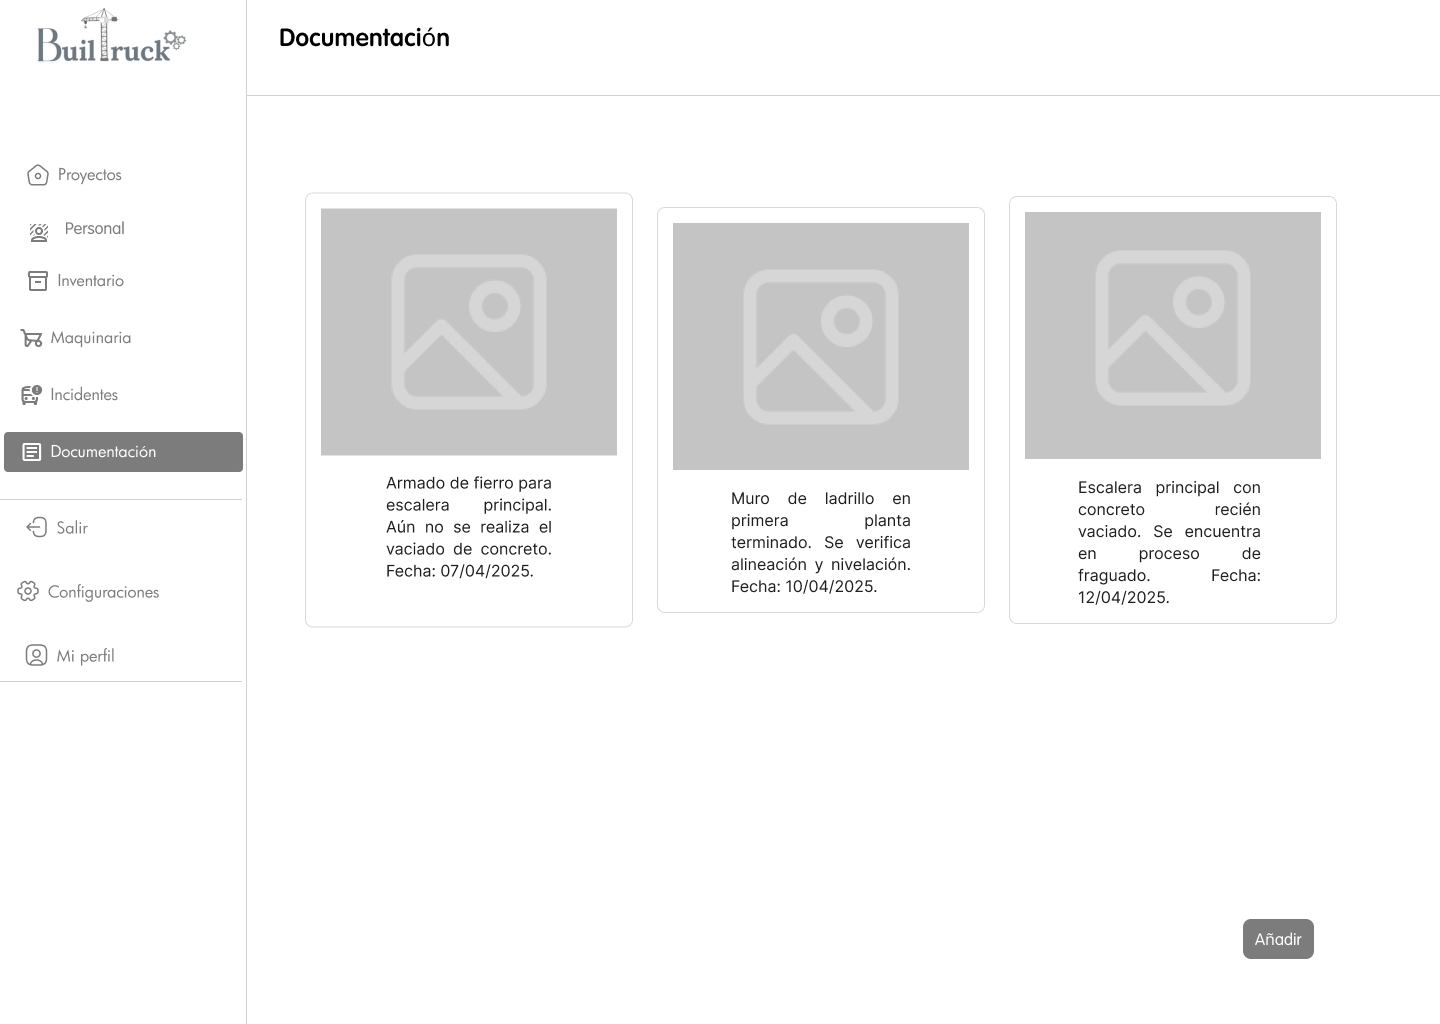 BuilTruck
Documentación
Proyectos
Personal
Inventario
Maquinaria
Incidentes
Documentación
Salir
Configuraciones
Mi perfil
Armado de fierro para
escalera principal.
Aún no se realiza el
vaciado de concreto.
Fecha: 07/04/2025.
Muro de ladrillo en
primera planta
terminado. Se verifica
alineación y nivelación.
Fecha: 10/04/2025.
Escalera principal con
concreto recién
vaciado. Se encuentra
en proceso de
fraguado. Fecha:
12/04/2025.
Añadir